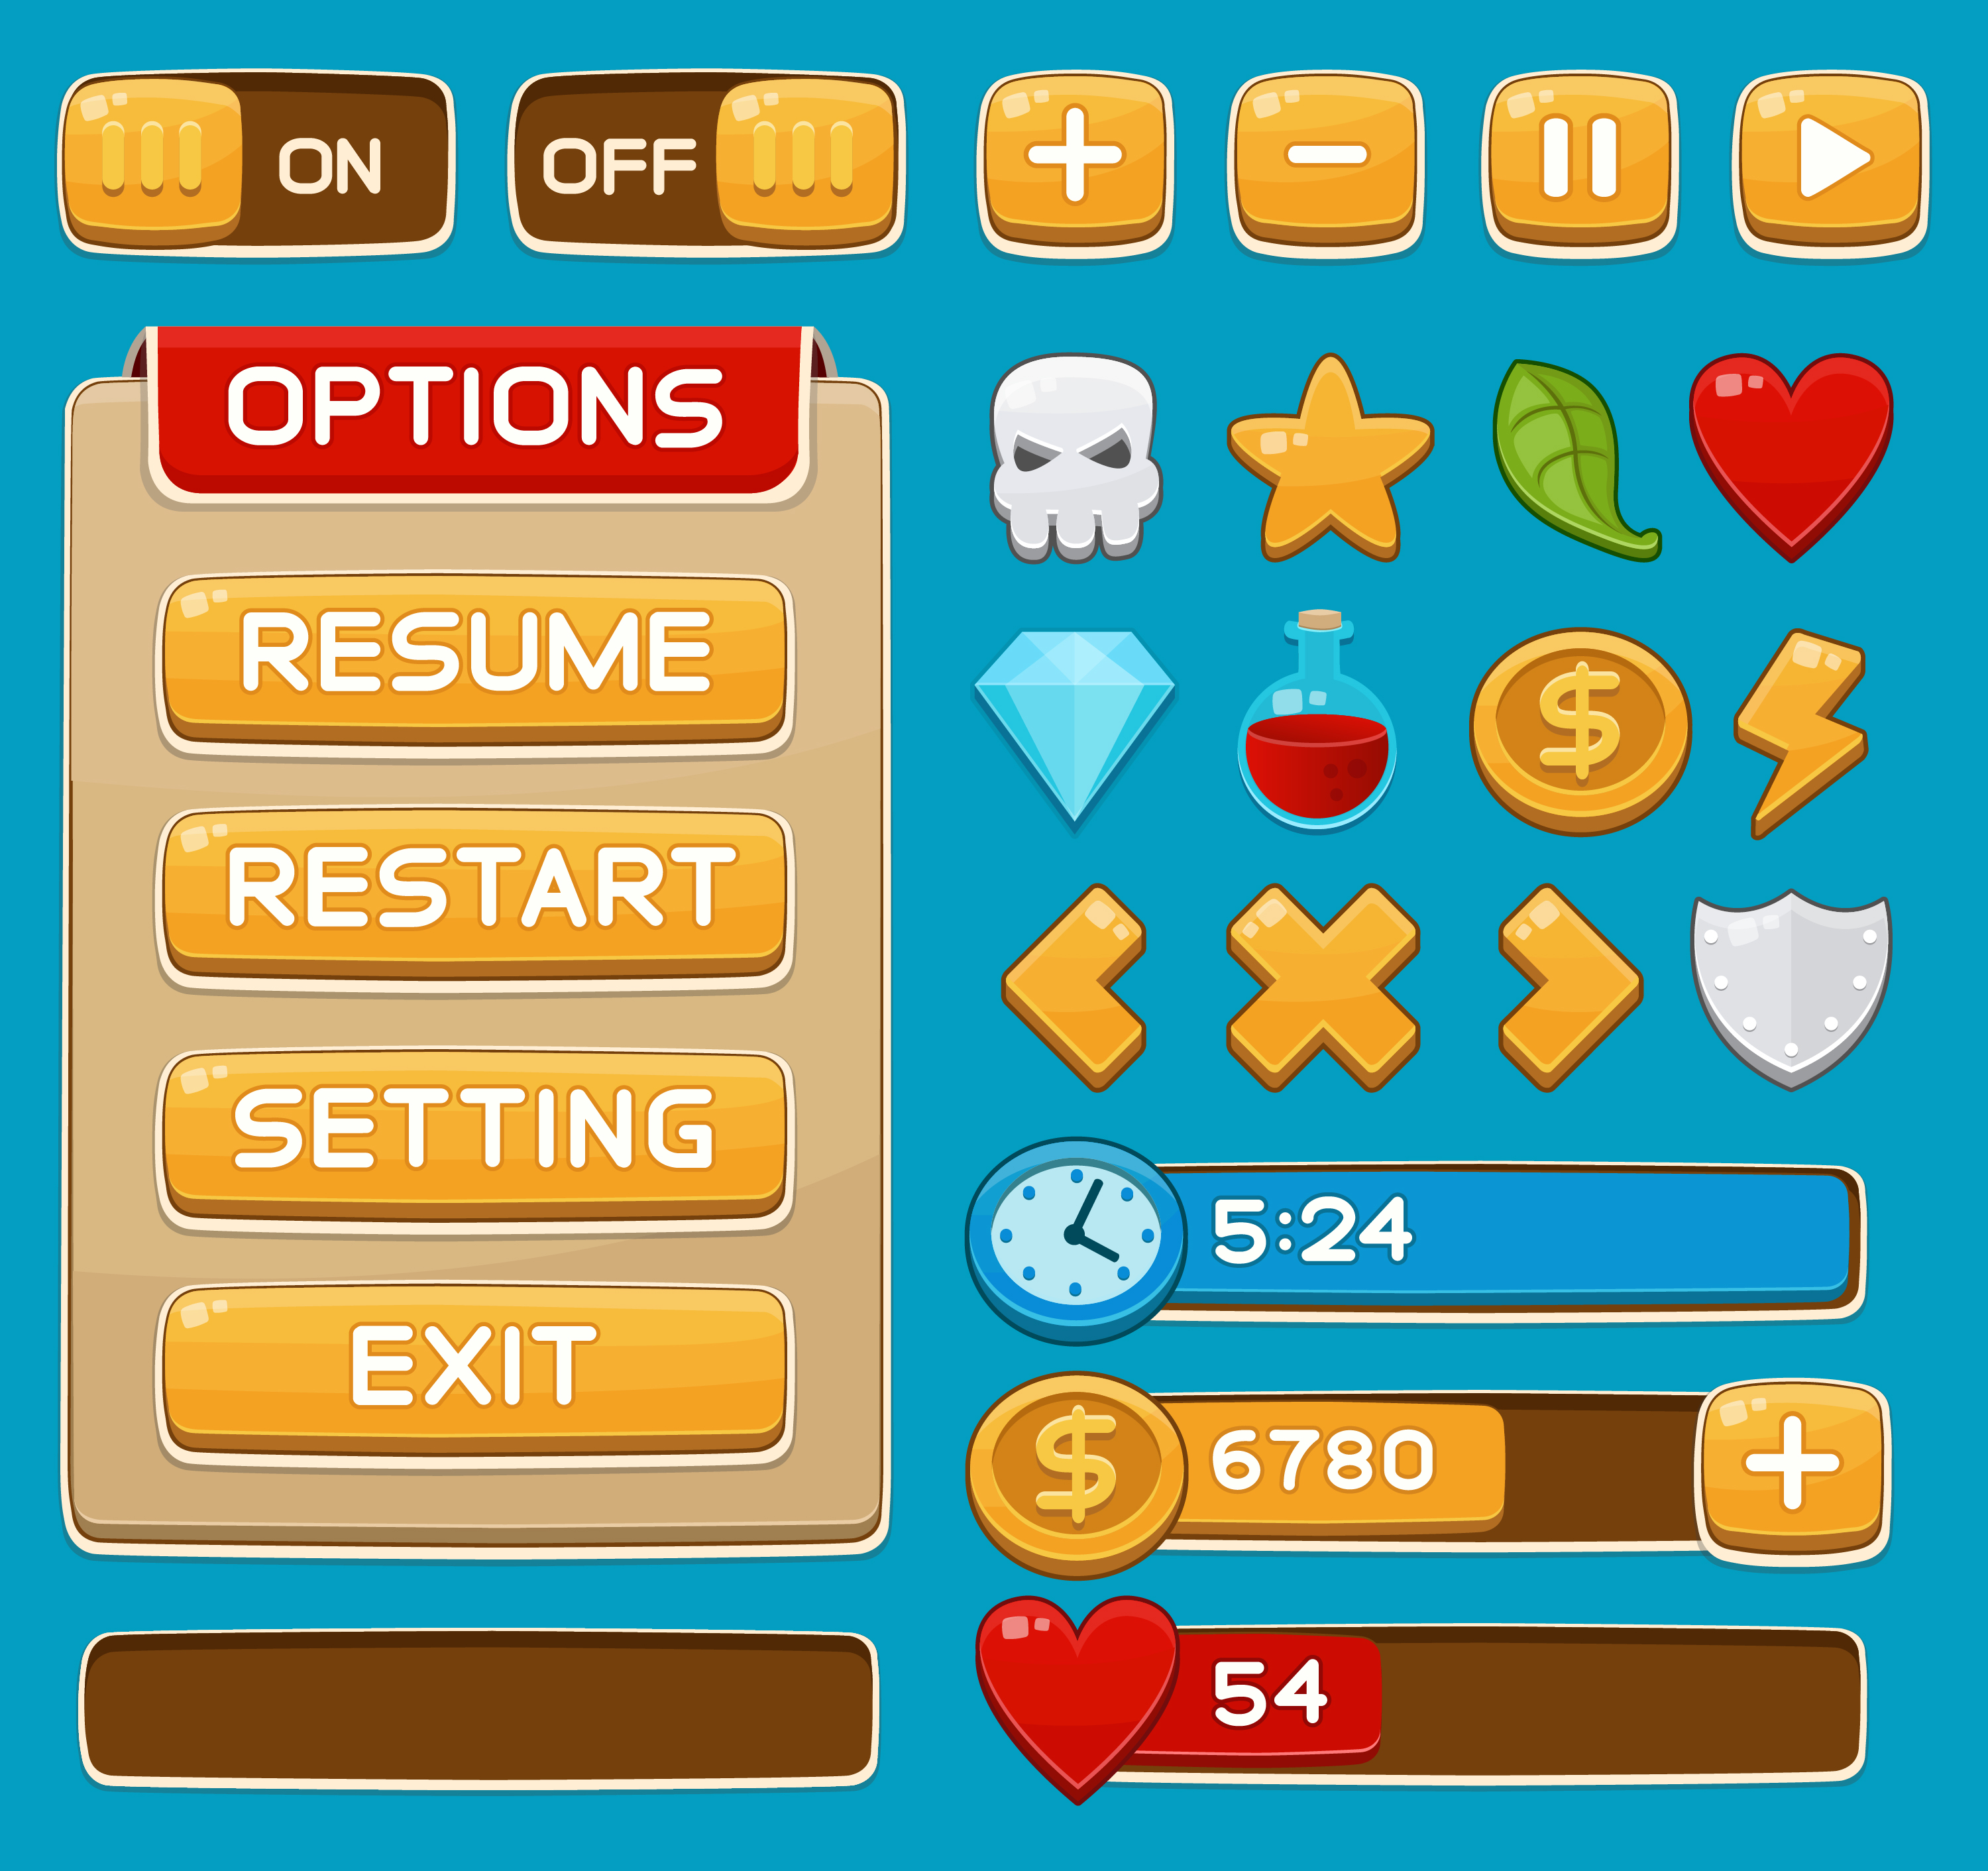 ON
OFF
OPTIONS
RESUME
RESTART
SETTING
EXIT
$
5:24
$
6780
54